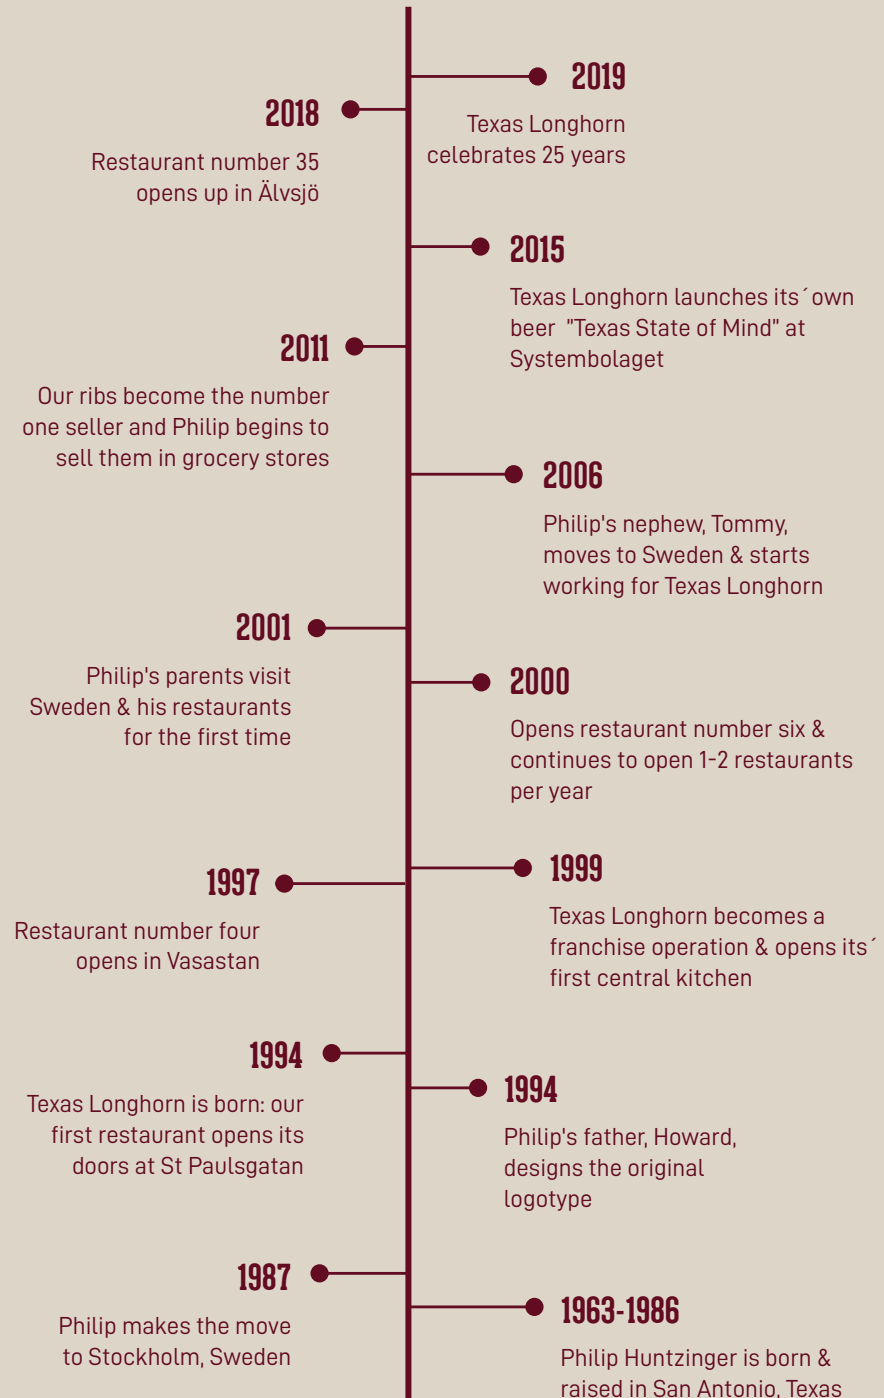 2019
Texas Longhorn
celebrates 25 years
2018
Restaurant number 35
opens up in Älvsjö
2015
Texas Longhorn launches its´own
beer "Texas State of Mind" at
Systembolaget
2011
Our ribs become the number
one seller and Philip begins to
sell them in grocery stores
2006
Philip's nephew, Tommy,
moves to Sweden & starts
working for Texas Longhorn
2001
Philip's parents visit
Sweden & his restaurants
for the first time
2000
Opens restaurant number six &
continues to open 1-2 restaurants
per year
1999
Texas Longhorn becomes a
franchise operation & opens its´
first central kitchen
1997
Restaurant number four
opens in Vasastan
1994
Texas Longhorn is born: our
first restaurant opens its
doors at St Paulsgatan
1994
Philip's father, Howard,
designs the original
logotype
1987
Philip makes the move
to Stockholm, Sweden
1963-1986
Philip Huntzinger is born &
raised in San Antonio, Texas